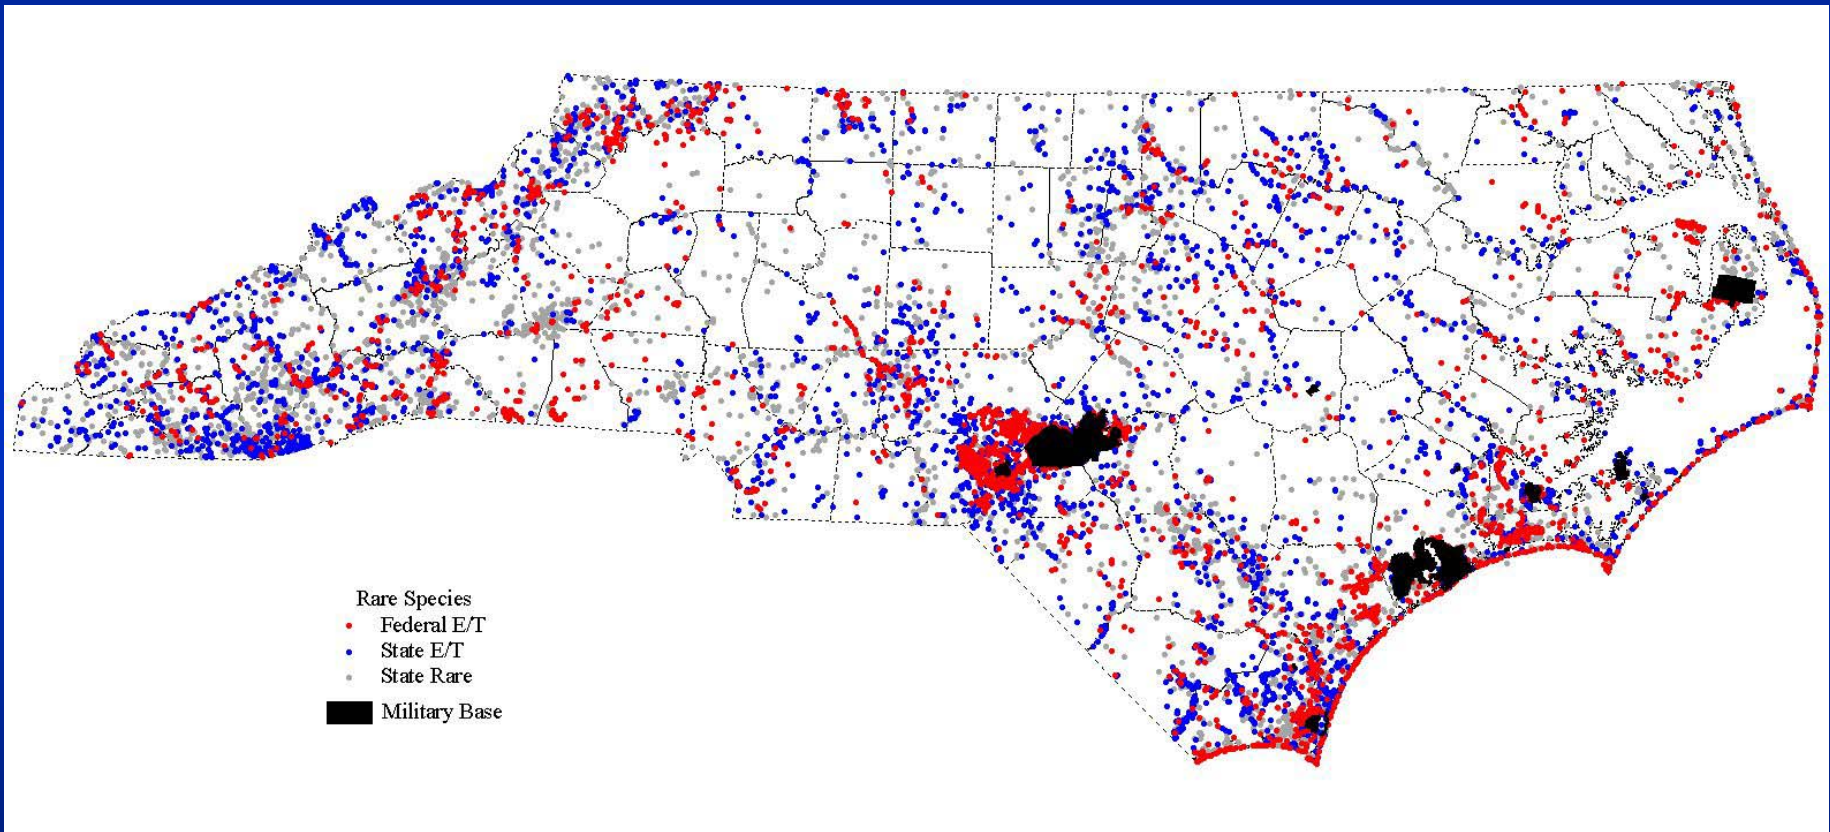 Rare Species
Federal E/T
State E/T
State Rare
Military Base